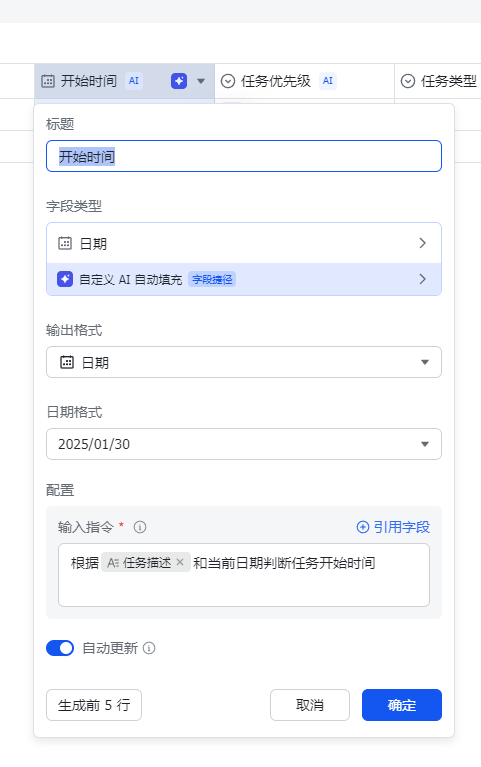 开始时间 AI 任务优先级 AI 任务类型
标题
开始时间
字段类型
日期
自定义 AI 自动填充 字段捷径
输出格式
日期
日期格式
2025/01/30
配置
输入指令 * 引用字段
根据 任务描述 × 和当前日期判断任务开始时间
自动更新
生成前 5 行 取消 确定